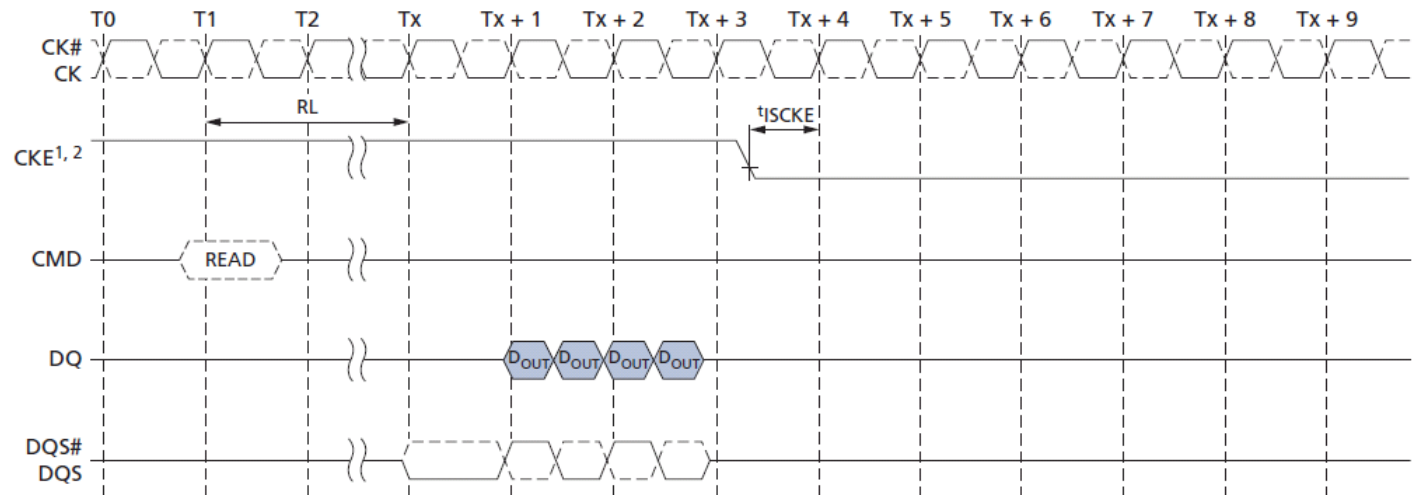 T0 T1 T2 Tx Tx + 1 Tx + 2 Tx + 3 Tx + 4 Tx + 5 Tx + 6 Tx + 7 Tx + 8 Tx + 9
CK#
CK
RL
tISCKE
CKE1, 2
CMD READ
DQ DOUT DOUT DOUT DOUT
DQS#
DQS